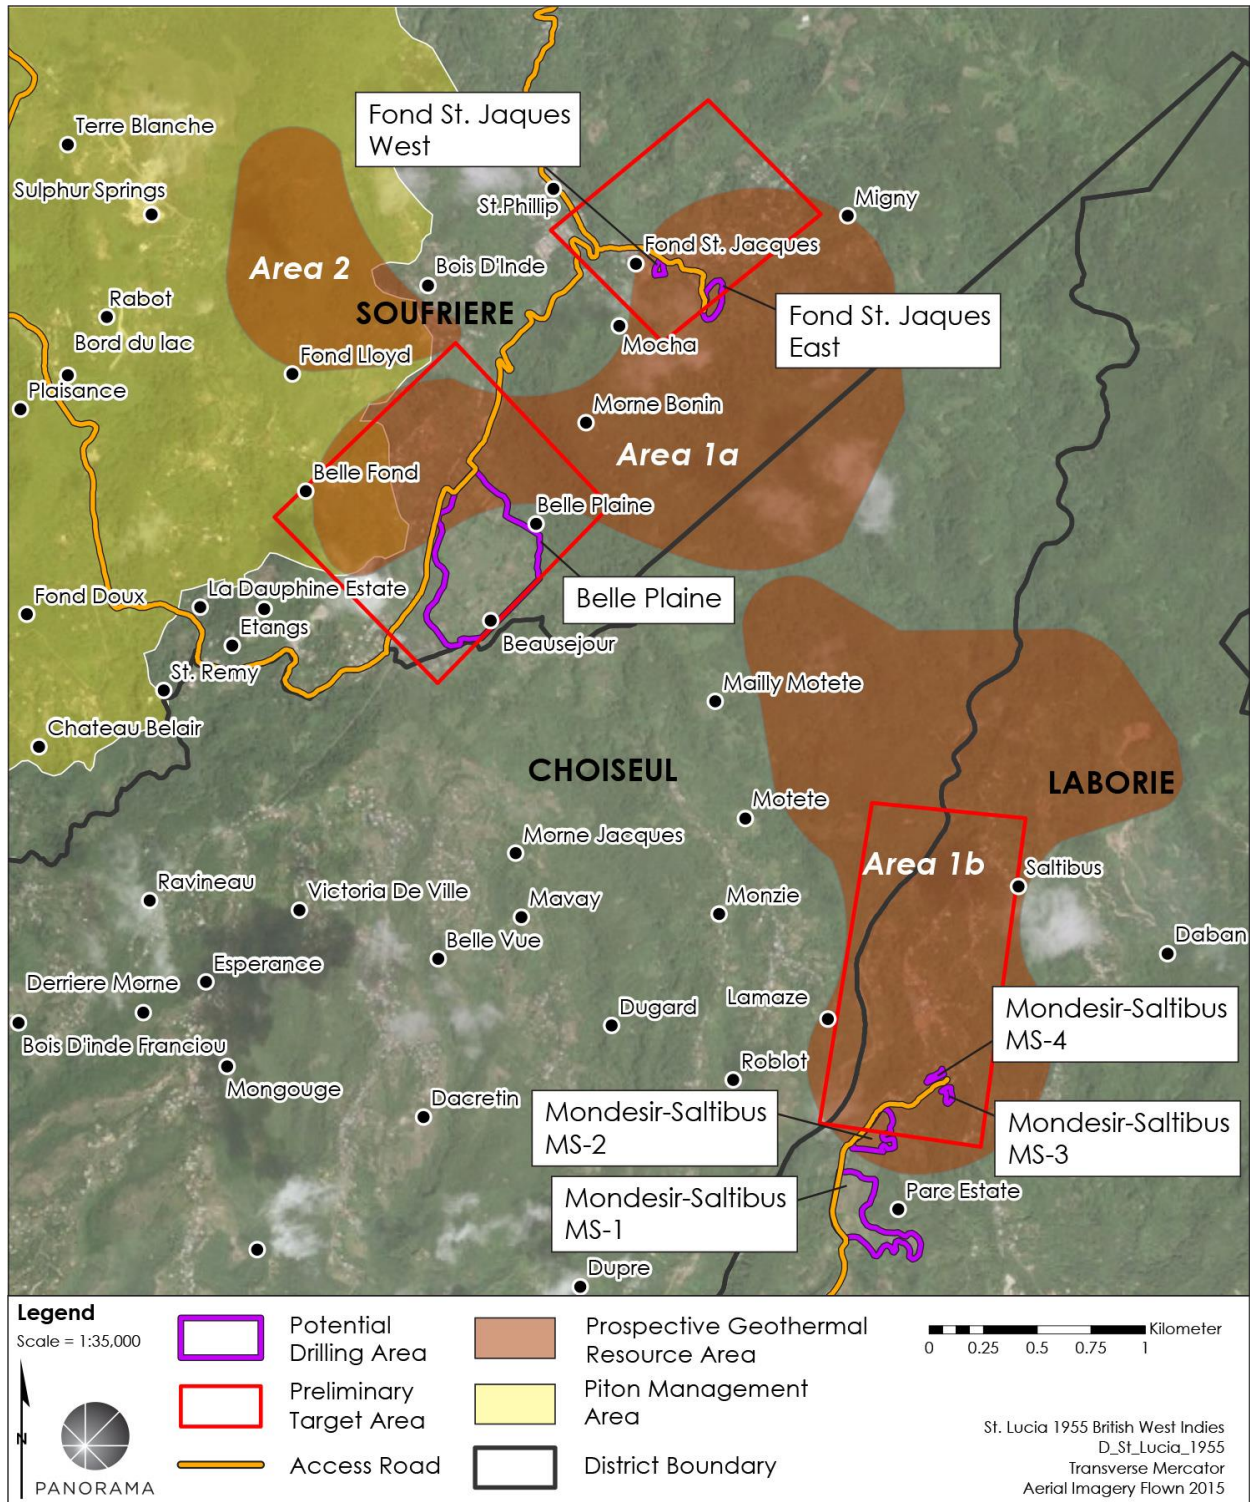 Fond St. Jaques
West
Terre Blanche
Sulphur Springs
St.Phillip
Migny
Fond St. Jacques
Area 2
Bois D'Inde
Rabot
SOUFRIERE
Fond St. Jaques
East
Bord du lac
Mocha
Fond Lloyd
Plaisance
Morne Bonin
Area 1a
Belle Fond
Belle Plaine
Fond Doux
La Dauphine Estate
Belle Plaine
Etangs
Beausejour
St. Remy
Mailly Motete
Chateau Belair
CHOISEUL
LABORIE
Motete
Morne Jacques
Area 1b
Saltibus
Ravineau
Victoria De Ville
Mavay
Monzie
Belle Vue
Daban
Esperance
Derriere Morne
Dugard
Lamaze
Mondesir-Saltibus
MS-4
Bois D'inde Franciou
Roblot
Mongouge
Dacretin
Mondesir-Saltibus
MS-2
Mondesir-Saltibus
MS-3
Mondesir-Saltibus
MS-1
Parc Estate
Dupre
Legend
Scale = 1:35,000
N
PANORAMA
Potential
Drilling Area
Preliminary
Target Area
Access Road
Prospective Geothermal
Resource Area
Piton Management
Area
District Boundary
Kilometer
0 0.25 0.5 0.75 1
St. Lucia 1955 British West Indies
D_St_Lucia_1955
Transverse Mercator
Aerial Imagery Flown 2015